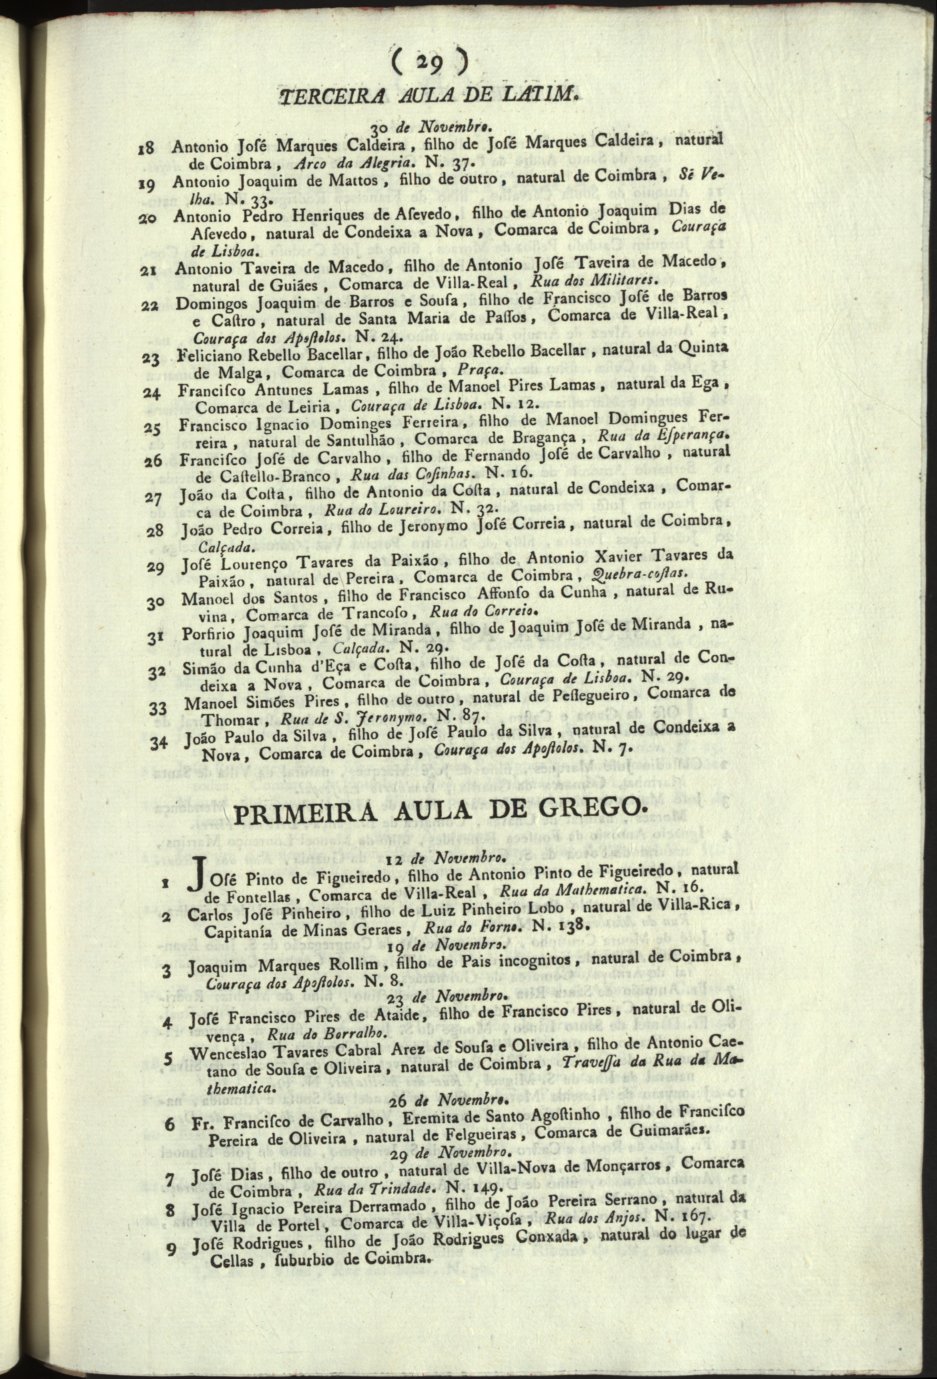 ( 29 )
TERCEIRA AULA DE LATIM.
30 de Novembro.
18 Antonio Joſé Marques Caldeira, filho de Joſé Marques Caldeira, natural
de Coimbra, Arco da Alegria. N. 37.
19 Antonio Joaquim de Mattos, filho de outro, natural de Coimbra, Sé Ve-
lha. N. 33.
20 Antonio Pedro Henriques de Aſevedo, filho de Antonio Joaquim Dias de
Aſevedo, natural de Condeixa a Nova, Comarca de Coimbra, Couraça
de Lisboa.
21 Antonio Taveira de Macedo, filho de Antonio Joſé Taveira de Macedo,
natural de Guiães, Comarca de Villa-Real, Rua dos Militares.
22 Domingos Joaquim de Barros e Souſa, filho de Franciſco Joſé de Barros
e Caſtro, natural de Santa Maria de Paſſos, Comarca de Villa-Real,
Couraça dos Apoſtolos. N. 24.
23 Feliciano Rebello Bacellar, filho de João Rebello Bacellar, natural da Quinta
de Malga, Comarca de Coimbra, Praça.
24 Franciſco Antunes Lamas, filho de Manoel Pires Lamas, natural da Ega,
Comarca de Leiria, Couraça de Lisboa. N. 12.
25 Francisco Ignacio Dominges Ferreira, filho de Manoel Domingues Fer-
reira, natural de Santulhão, Comarca de Bragança, Rua da Eſperança.
26 Franciſco Joſé de Carvalho, filho de Fernando Joſé de Carvalho, natural
de Caſtello-Branco, Rua das Coſinhas. N. 16.
27 João da Coſta, filho de Antonio da Coſta, natural de Condeixa, Comar-
ca de Coimbra, Rua do Loureiro. N. 32.
28 João Pedro Correia, filho de Jeronymo Joſé Correia, natural de Coimbra,
Calçada.
29 Joſé Lourenço Tavares da Paixão, filho de Antonio Xavier Tavares da
Paixão, natural de Pereira, Comarca de Coimbra, Quebra-coſtas.
30 Manoel dos Santos, filho de Francisco Affonſo da Cunha, natural de Ru-
vina, Comarca de Trancoſo, Rua do Correio.
31 Porfirio Joaquim Joſé de Miranda, filho de Joaquim Joſé de Miranda, na-
tural de Lisboa, Calçada. N. 29.
32 Simão da Cunha d'Eça e Coſta, filho de Joſé da Coſta, natural de Con-
deixa a Nova, Comarca de Coimbra, Couraça de Lisboa. N. 29.
33 Manoel Simões Pires, filho de outro, natural de Peſſegueiro, Comarca de
Thomar, Rua de S. Jeronymo. N. 87.
34 João Paulo da Silva, filho de Joſé Paulo da Silva, natural de Condeixa a
Nova, Comarca de Coimbra, Couraça dos Apoſtolos. N. 7.
PRIMEIRA AULA DE GREGO.
12 de Novembro.
1 JOſé Pinto de Figueiredo, filho de Antonio Pinto de Figueiredo, natural
de Fontellas, Comarca de Villa-Real, Rua da Mathematica. N. 16.
2 Carlos Joſé Pinheiro, filho de Luiz Pinheiro Lobo, natural de Villa-Rica,
Capitanía de Minas Geraes, Rua do Forno. N. 138.
19 de Novembro.
3 Joaquim Marques Rollim, filho de Pais incognitos, natural de Coimbra,
Couraça dos Apoſtolos. N. 8.
23 de Novembro.
4 Joſé Francisco Pires de Ataide, filho de Francisco Pires, natural de Oli-
vença, Rua do Borralho.
5 Wenceslao Tavares Cabral Arez de Souſa e Oliveira, filho de Antonio Cae-
tano de Souſa e Oliveira, natural de Coimbra, Traveſſa da Rua da Ma-
thematica.
26 de Novembro.
6 Fr. Franciſco de Carvalho, Eremita de Santo Agoſtinho, filho de Franciſco
Pereira de Oliveira, natural de Felgueiras, Comarca de Guimarães.
29 de Novembro.
7 Joſé Dias, filho de outro, natural de Villa-Nova de Monçarros, Comarca
de Coimbra, Rua da Trindade. N. 149.
8 Joſé Ignacio Pereira Derramado, filho de João Pereira Serrano, natural da
Villa de Portel, Comarca de Villa-Viçoſa, Rua dos Anjos. N. 167.
9 Joſé Rodrigues, filho de João Rodrigues Conxada, natural do lugar de
Cellas, ſuburbio de Coimbra.